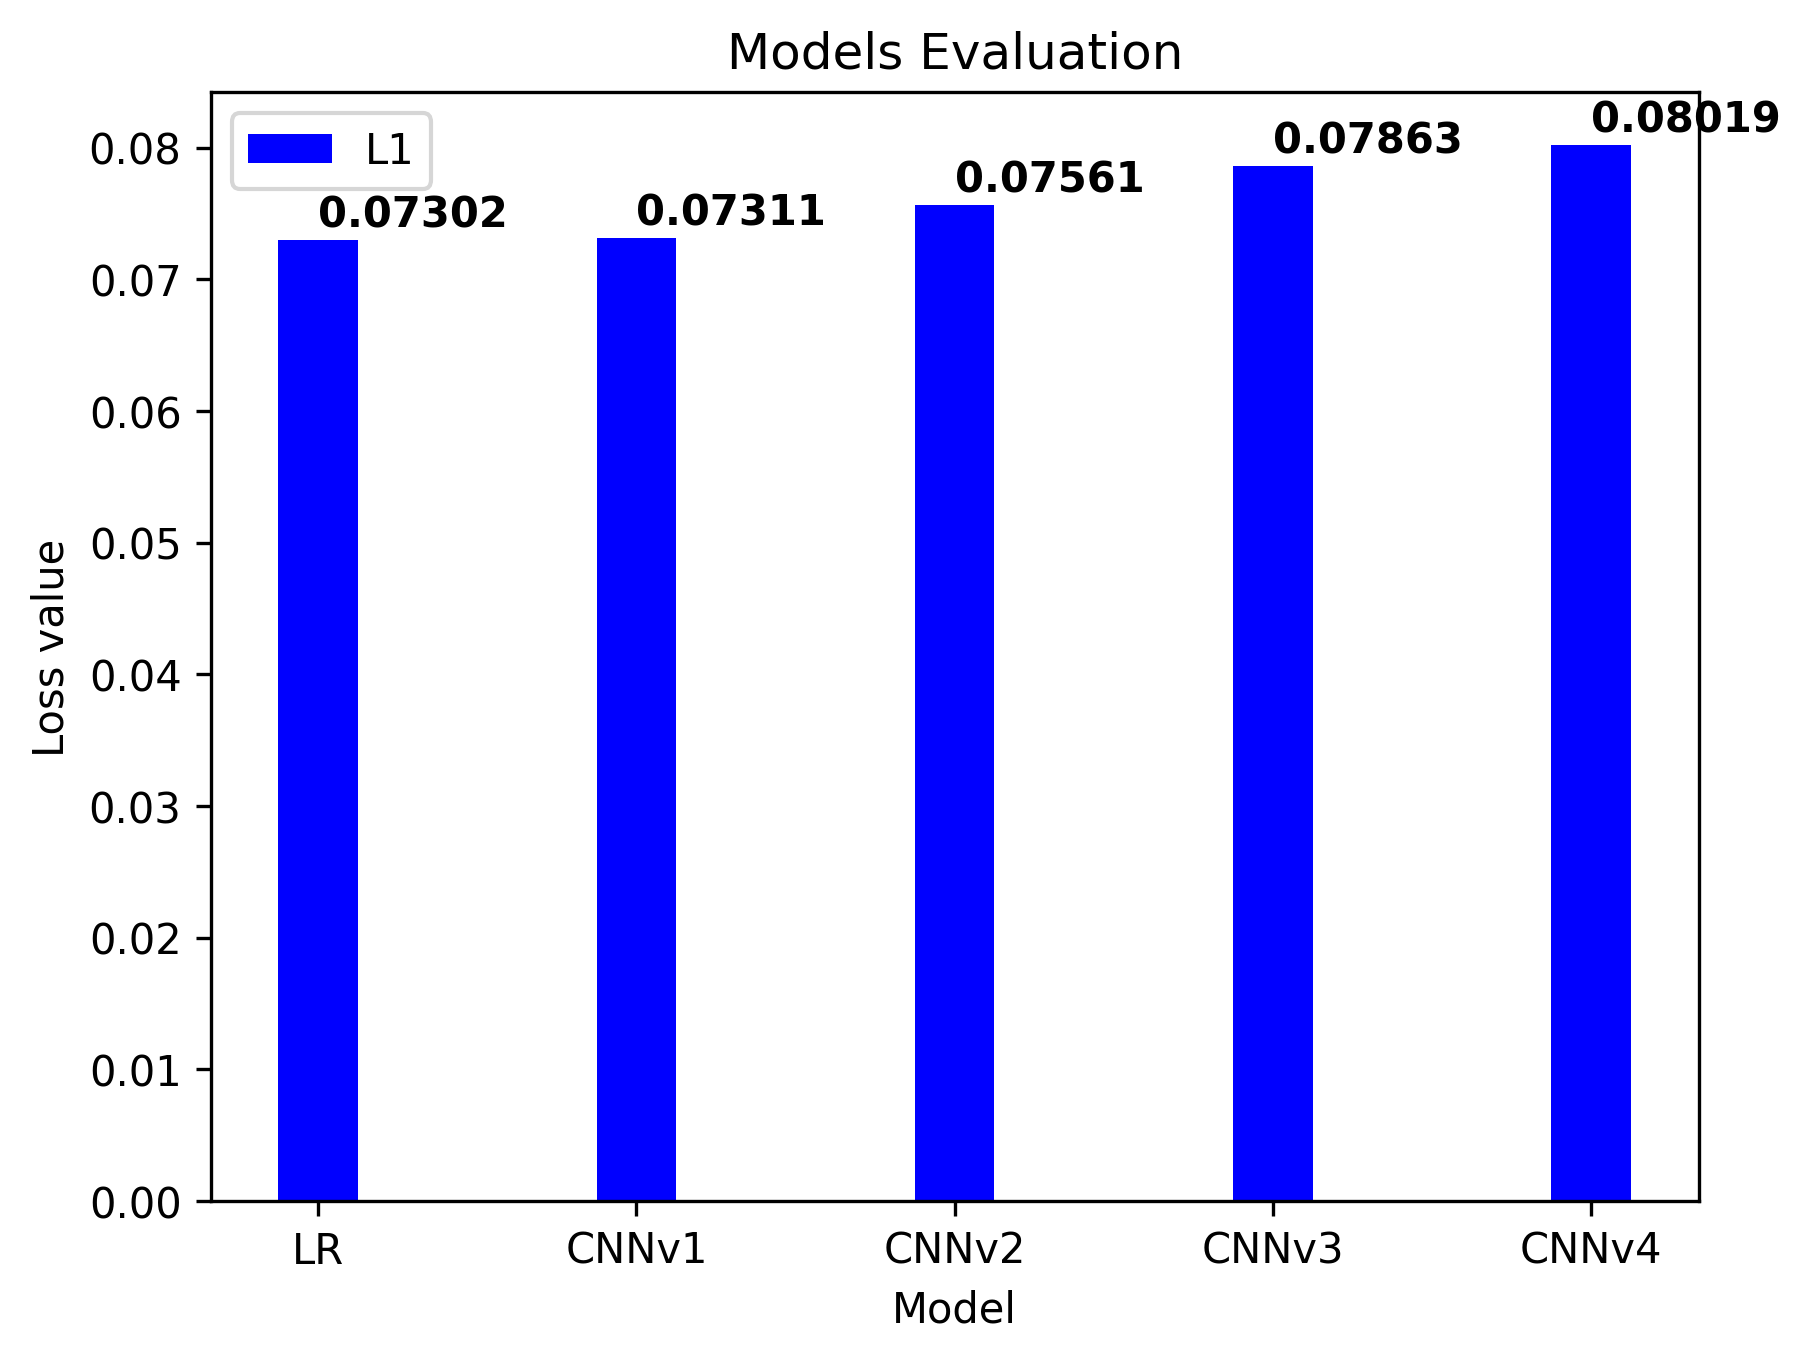 Models Evaluation
L1
0.07302
0.07311
0.07561
0.07863
0.08019
Loss value
0.08
0.07
0.06
0.05
0.04
0.03
0.02
0.01
0.00
LR
CNNv1
CNNv2
CNNv3
CNNv4
Model